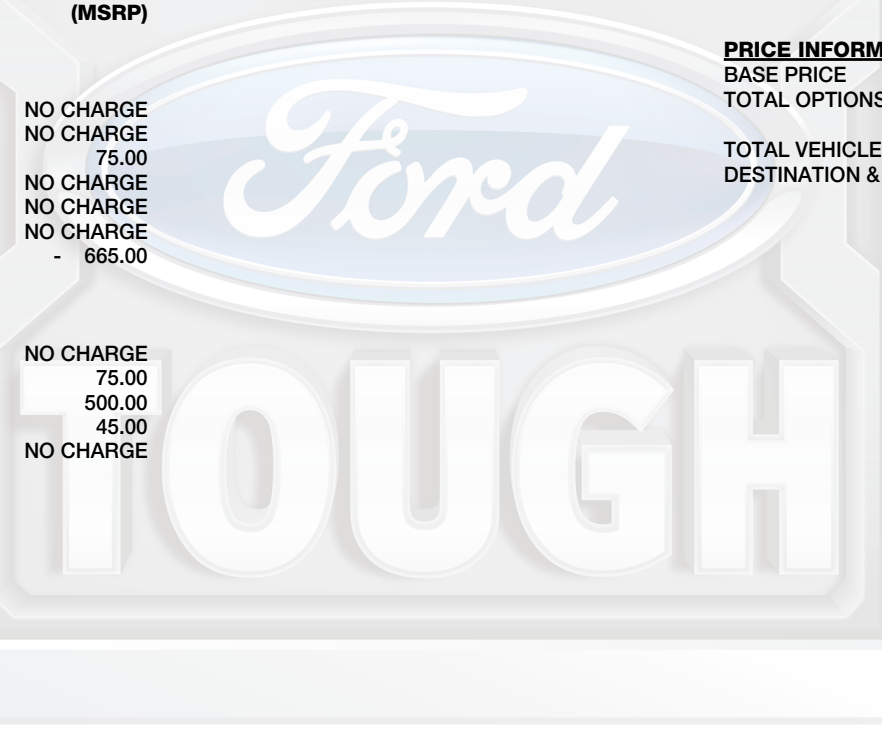 (MSRP)
NO CHARGE
NO CHARGE
75.00
NO CHARGE
NO CHARGE
NO CHARGE
- 665.00
NO CHARGE
75.00
500.00
45.00
NO CHARGE
PRICE INFORM
BASE PRICE
TOTAL OPTIONS
TOTAL VEHICLE
DESTINATION &
Ford
TOUGH